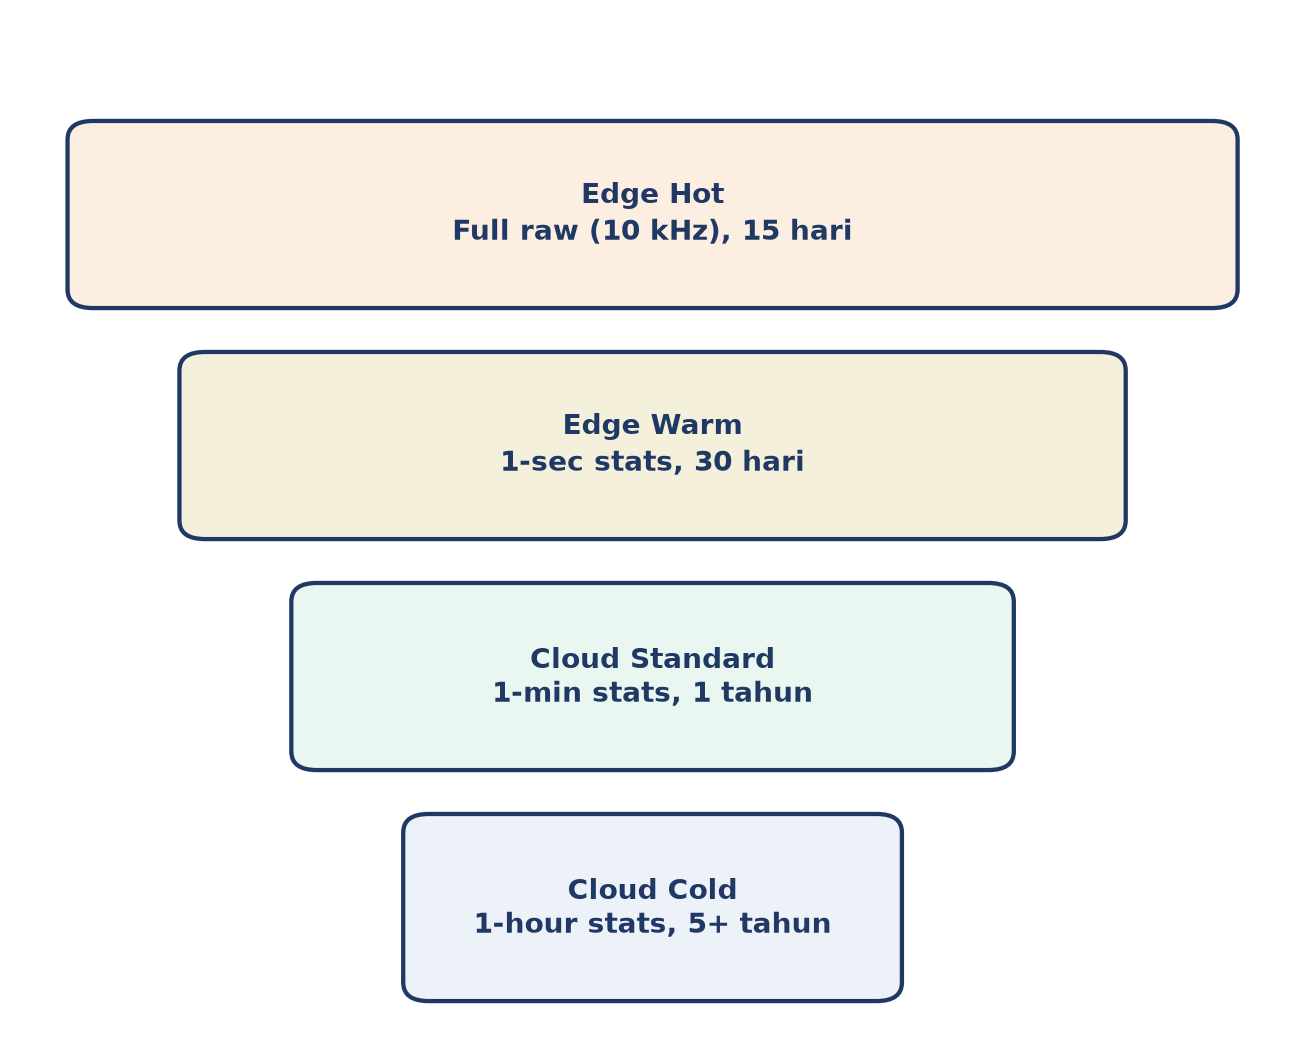 Edge Hot
Full raw (10 kHz), 15 hari
Edge Warm
1-sec stats, 30 hari
Cloud Standard
1-min stats, 1 tahun
Cloud Cold
1-hour stats, 5+ tahun